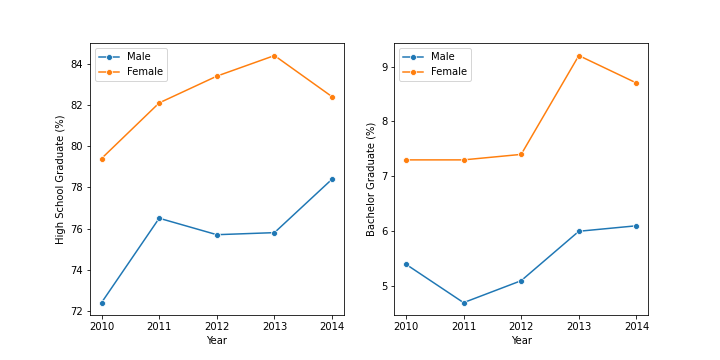 Male
Female
84
82
80
78
76
74
72
High School Graduate (%)
2010 2011 2012 2013 2014
Year
Male
Female
9
8
7
6
5
Bachelor Graduate (%)
2010 2011 2012 2013 2014
Year